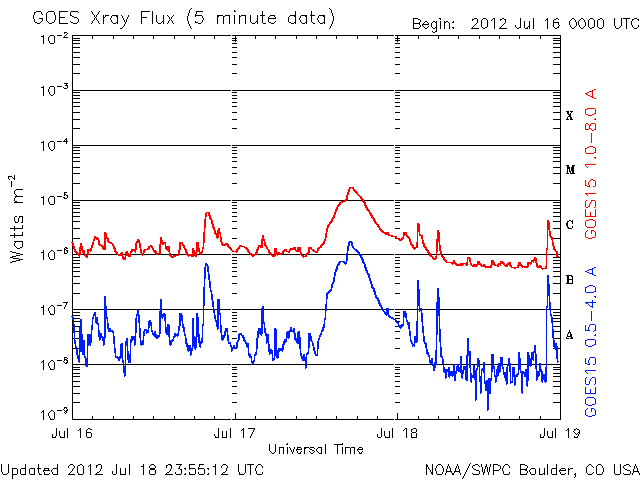 GOES Xray Flux (5 minute data)
Begin: 2012 Jul 16 0000 UTC
10⁻²
10⁻³
10⁻⁴
10⁻⁵
10⁻⁶
10⁻⁷
10⁻⁸
10⁻⁹
Watts m⁻²
X
M
C
B
A
GOES15 1.0-8.0 A
GOES15 0.5-4.0 A
Jul 16
Jul 17
Jul 18
Jul 19
Universal Time
Updated 2012 Jul 18 23:55:12 UTC
NOAA/SWPC Boulder, CO USA